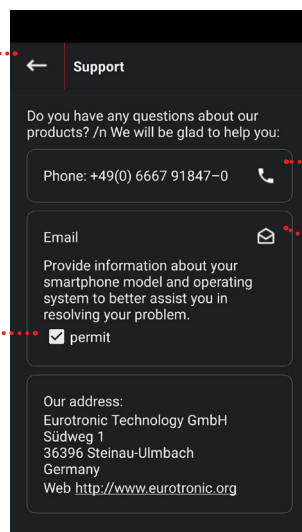 Support
Do you have any questions about our
products? /n We will be glad to help you:
Phone: +49(0) 6667 91847–0
Email
Provide information about your
smartphone model and operating
system to better assist you in
resolving your problem.
permit
Our address:
Eurotronic Technology GmbH
Südweg 1
36396 Steinau-Ulmbach
Germany
Web http://www.eurotronic.org